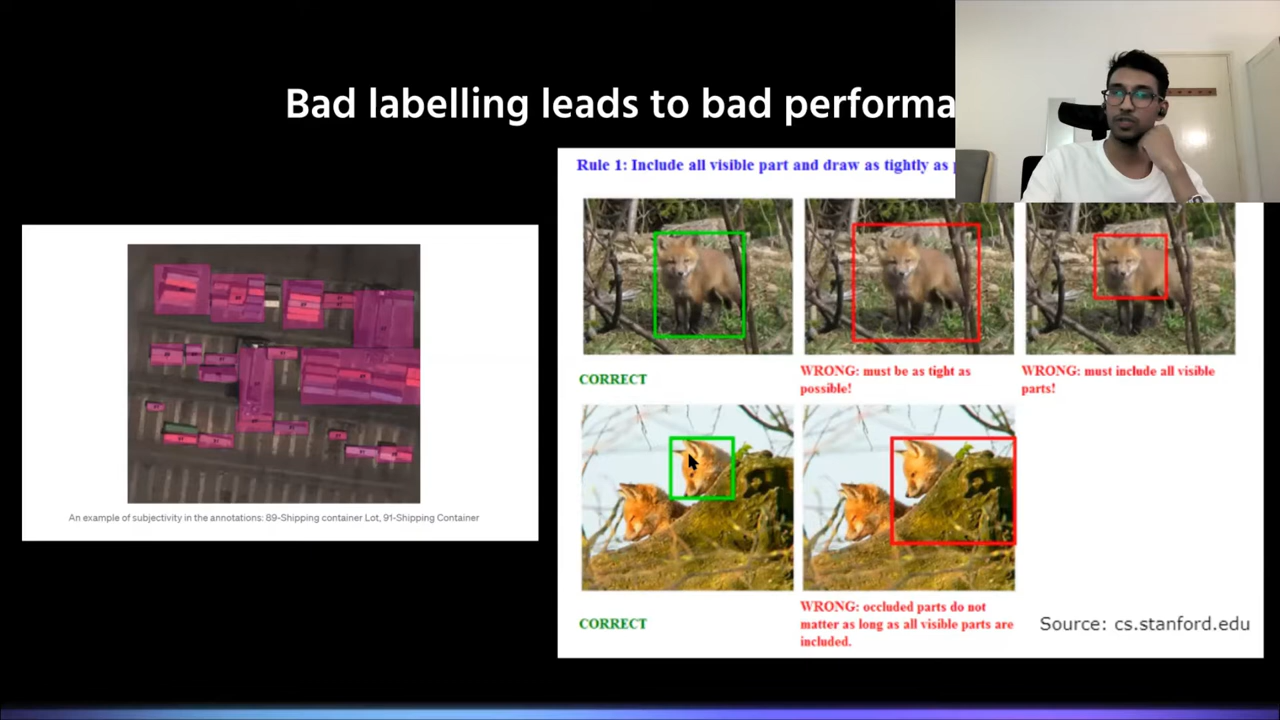 Bad labelling leads to bad performa
Rule 1: Include all visible part and draw as tightly as
CORRECT
WRONG: must be as tight as
possible!
WRONG: must include all visible
parts!
An example of subjectivity in the annotations: 89-Shipping container Lot, 91-Shipping Container
CORRECT
WRONG: occluded parts do not
matter as long as all visible parts are
included.
Source: cs.stanford.edu